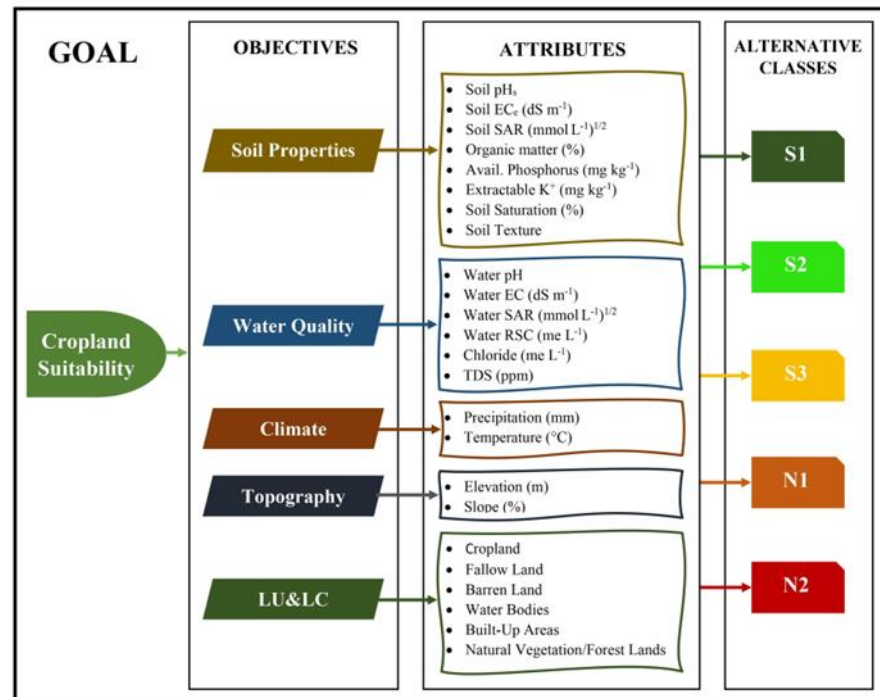 GOAL
Cropland
Suitability
OBJECTIVES
Soil Properties
Water Quality
Climate
Topography
LU&LC
ATTRIBUTES
• Soil pHₛ
• Soil ECₑ (dS m⁻¹)
• Soil SAR (mmol L⁻¹)¹/²
• Organic matter (%)
• Avail. Phosphorus (mg kg⁻¹)
• Extractable K⁺ (mg kg⁻¹)
• Soil Saturation (%)
• Soil Texture
• Water pH
• Water EC (dS m⁻¹)
• Water SAR (mmol L⁻¹)¹/²
• Water RSC (me L⁻¹)
• Chloride (me L⁻¹)
• TDS (ppm)
• Precipitation (mm)
• Temperature (°C)
• Elevation (m)
• Slope (%)
• Cropland
• Fallow Land
• Barren Land
• Water Bodies
• Built-Up Areas
• Natural Vegetation/Forest Lands
ALTERNATIVE
CLASSES
S1
S2
S3
N1
N2